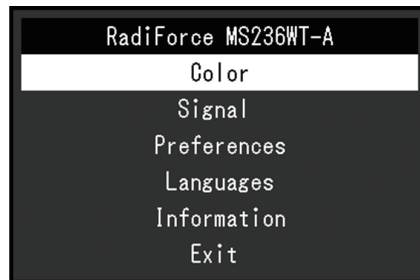 RadiForce MS236WT-A
Color
Signal
Preferences
Languages
Information
Exit